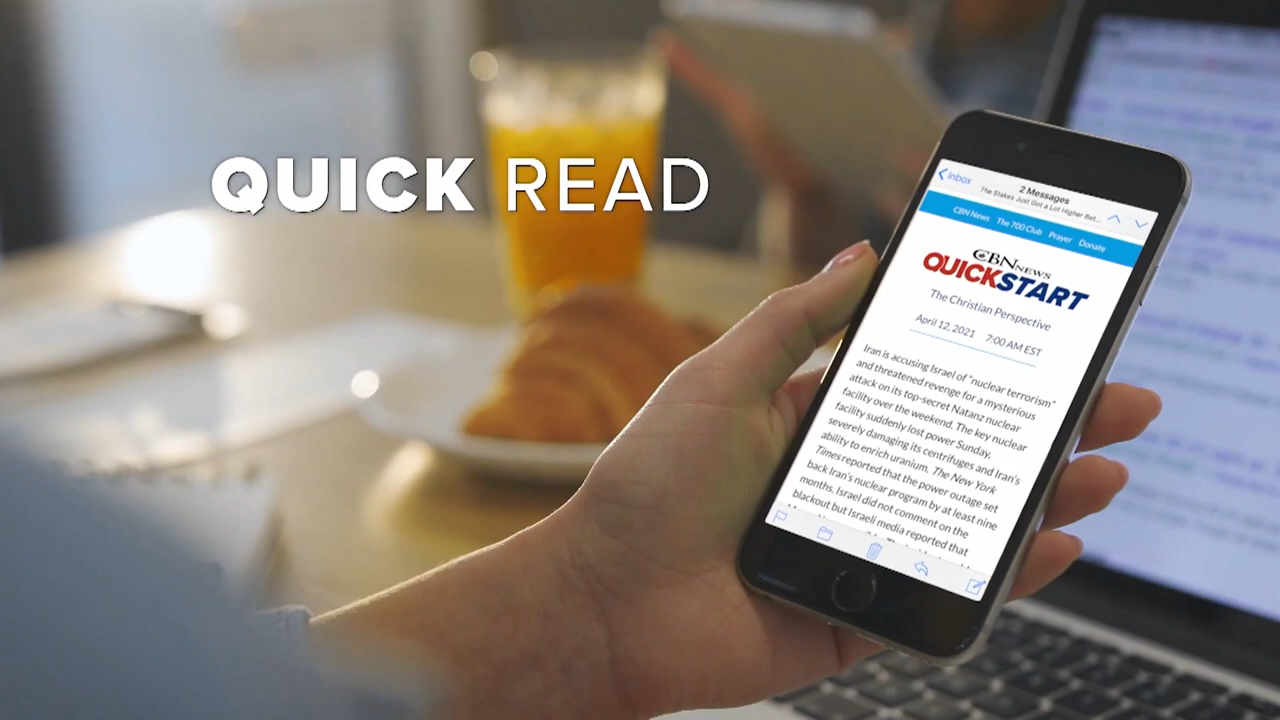 QUICK READ
Inbox
2 Messages
The Stakes Just Got a Lot Higher Bet...
CBN News The 700 Club Prayer Donate
CBN NEWS
QUICKSTART
The Christian Perspective
April 12, 2021 7:00 AM EST
Iran is accusing Israel of "nuclear terrorism"
and threatened revenge for a mysterious
attack on its top-secret Natanz nuclear
facility over the weekend. The key nuclear
facility suddenly lost power Sunday,
severely damaging its centrifuges and Iran's
ability to enrich uranium. The New York
Times reported that the power outage set
back Iran's nuclear program by at least nine
months. Israel did not comment on the
blackout but Israeli media reported that